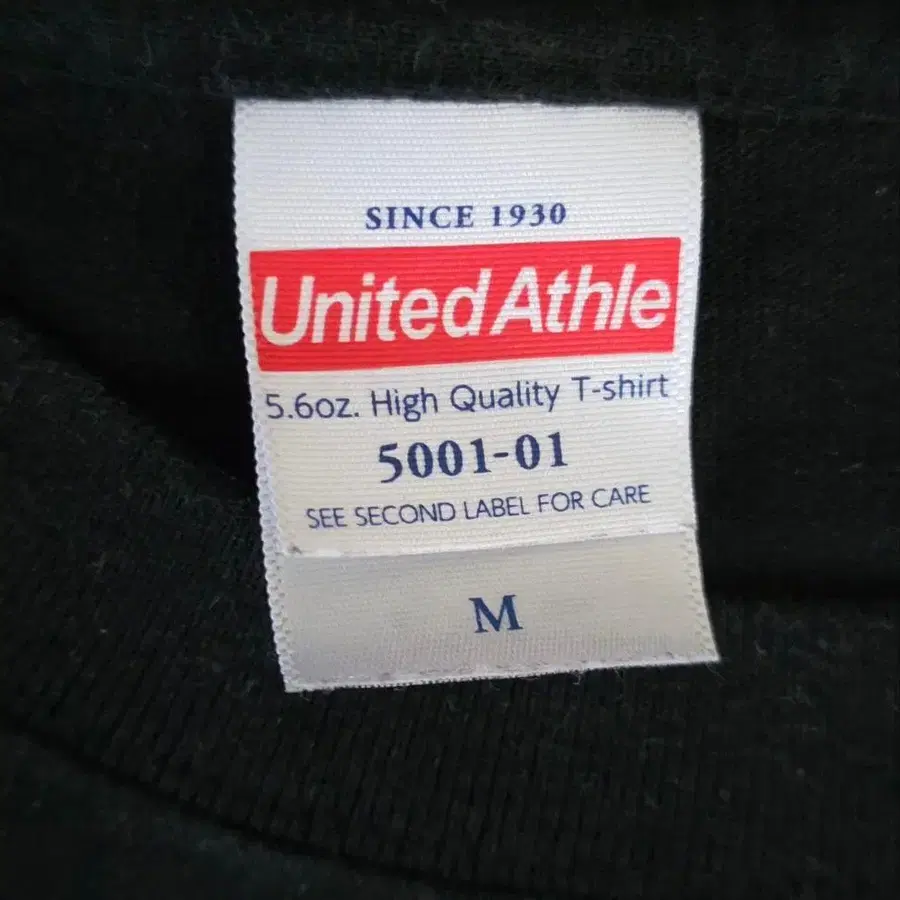 SINCE 1930
United Athle
5.6oz. High Quality T-shirt
5001-01
SEE SECOND LABEL FOR CARE
M